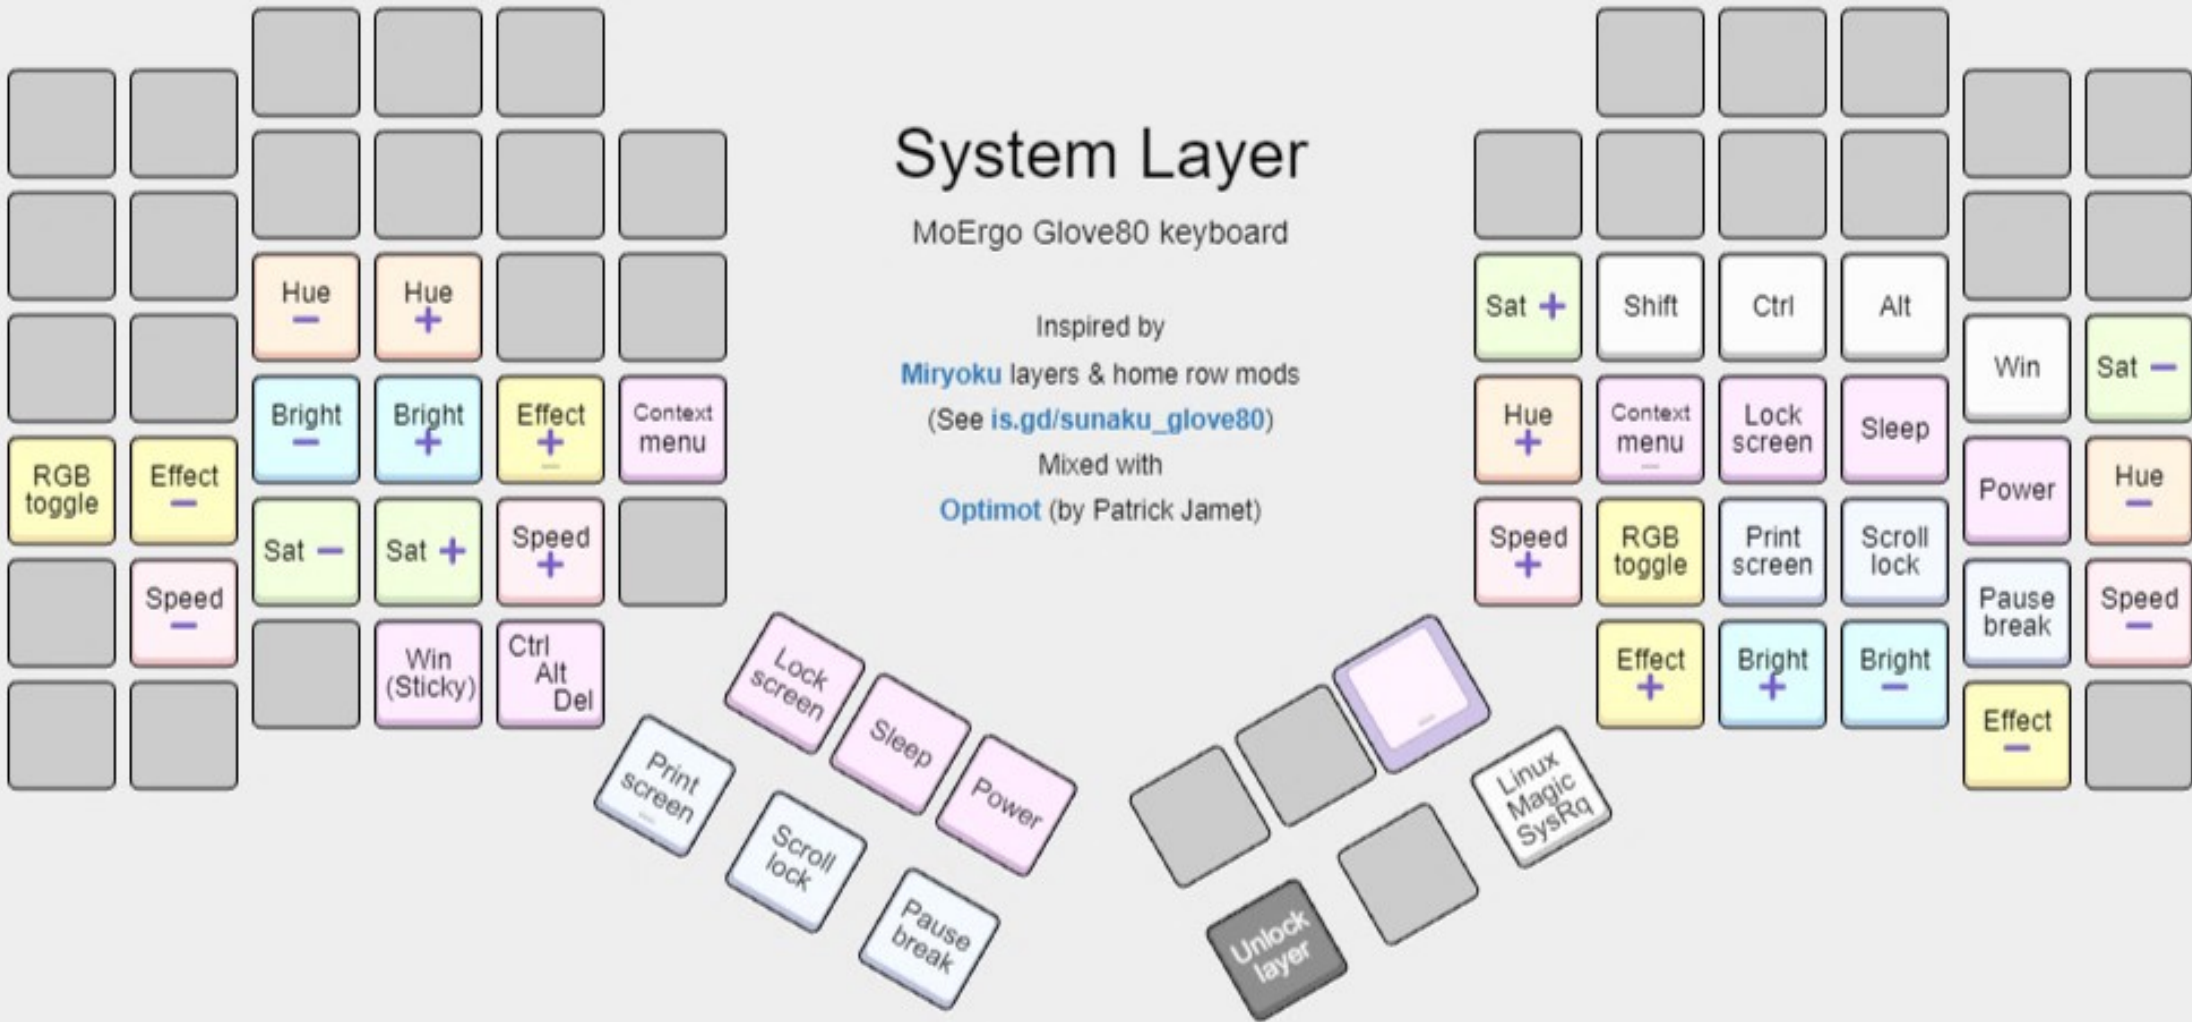 System Layer
MoErgo Glove80 keyboard
Inspired by
Miryoku layers & home row mods
(See is.gd/sunaku_glove80)
Mixed with
Optimot (by Patrick Jamet)
Hue
−
Hue
+
Bright
−
Bright
+
Effect
+
Context
menu
RGB
toggle
Effect
−
Sat −
Sat +
Speed
+
Speed
−
Win
(Sticky)
Ctrl
Alt
Del
Lock
screen
Sleep
Power
Print
screen
Scroll
lock
Pause
break
Sat +
Shift
Ctrl
Alt
Win
Sat −
Hue
+
Context
menu
Lock
screen
Sleep
Power
Hue
−
Speed
+
RGB
toggle
Print
screen
Scroll
lock
Pause
break
Speed
−
Effect
+
Bright
+
Bright
−
Effect
−
Linux
Magic
SysRq
Unlock
layer